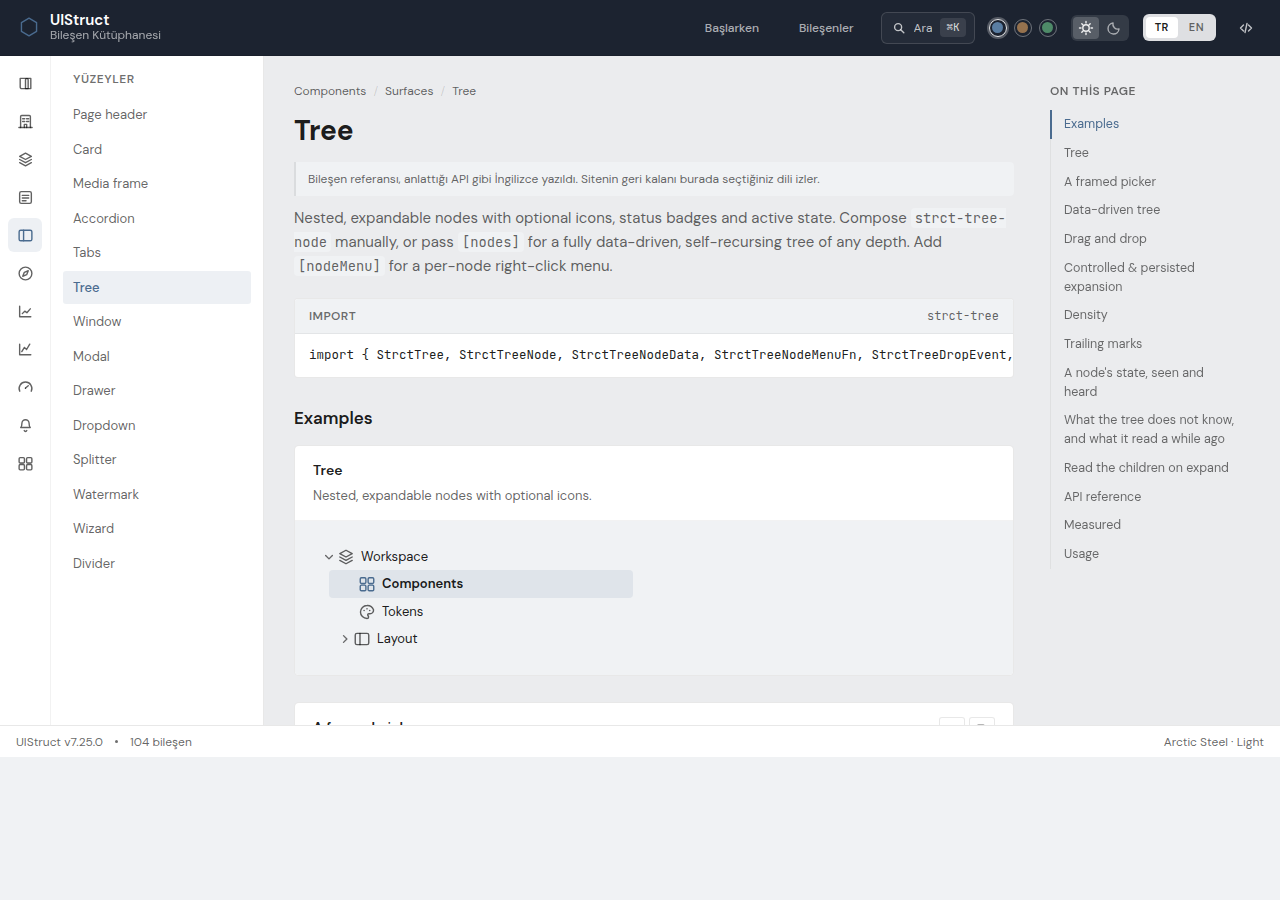 UIStruct
Bileşen Kütüphanesi
Başlarken
Bileşenler
Ara ⌘K
TR EN
YÜZEYLER
Page header
Card
Media frame
Accordion
Tabs
Tree
Window
Modal
Drawer
Dropdown
Splitter
Watermark
Wizard
Divider
Components / Surfaces / Tree
Tree
Bileşen referansı, anlattığı API gibi İngilizce yazıldı. Sitenin geri kalanı burada seçtiğiniz dili izler.
Nested, expandable nodes with optional icons, status badges and active state. Compose strct-tree-
node manually, or pass [nodes] for a fully data-driven, self-recursing tree of any depth. Add
[nodeMenu] for a per-node right-click menu.
IMPORT
strct-tree
import { StrctTree, StrctTreeNode, StrctTreeNodeData, StrctTreeNodeMenuFn, StrctTreeDropEvent,
Examples
Tree
Nested, expandable nodes with optional icons.
Workspace
Components
Tokens
Layout
ON THİS PAGE
Examples
Tree
A framed picker
Data-driven tree
Drag and drop
Controlled & persisted
expansion
Density
Trailing marks
A node's state, seen and
heard
What the tree does not know,
and what it read a while ago
Read the children on expand
API reference
Measured
Usage
UIStruct v7.25.0 • 104 bileşen
Arctic Steel · Light